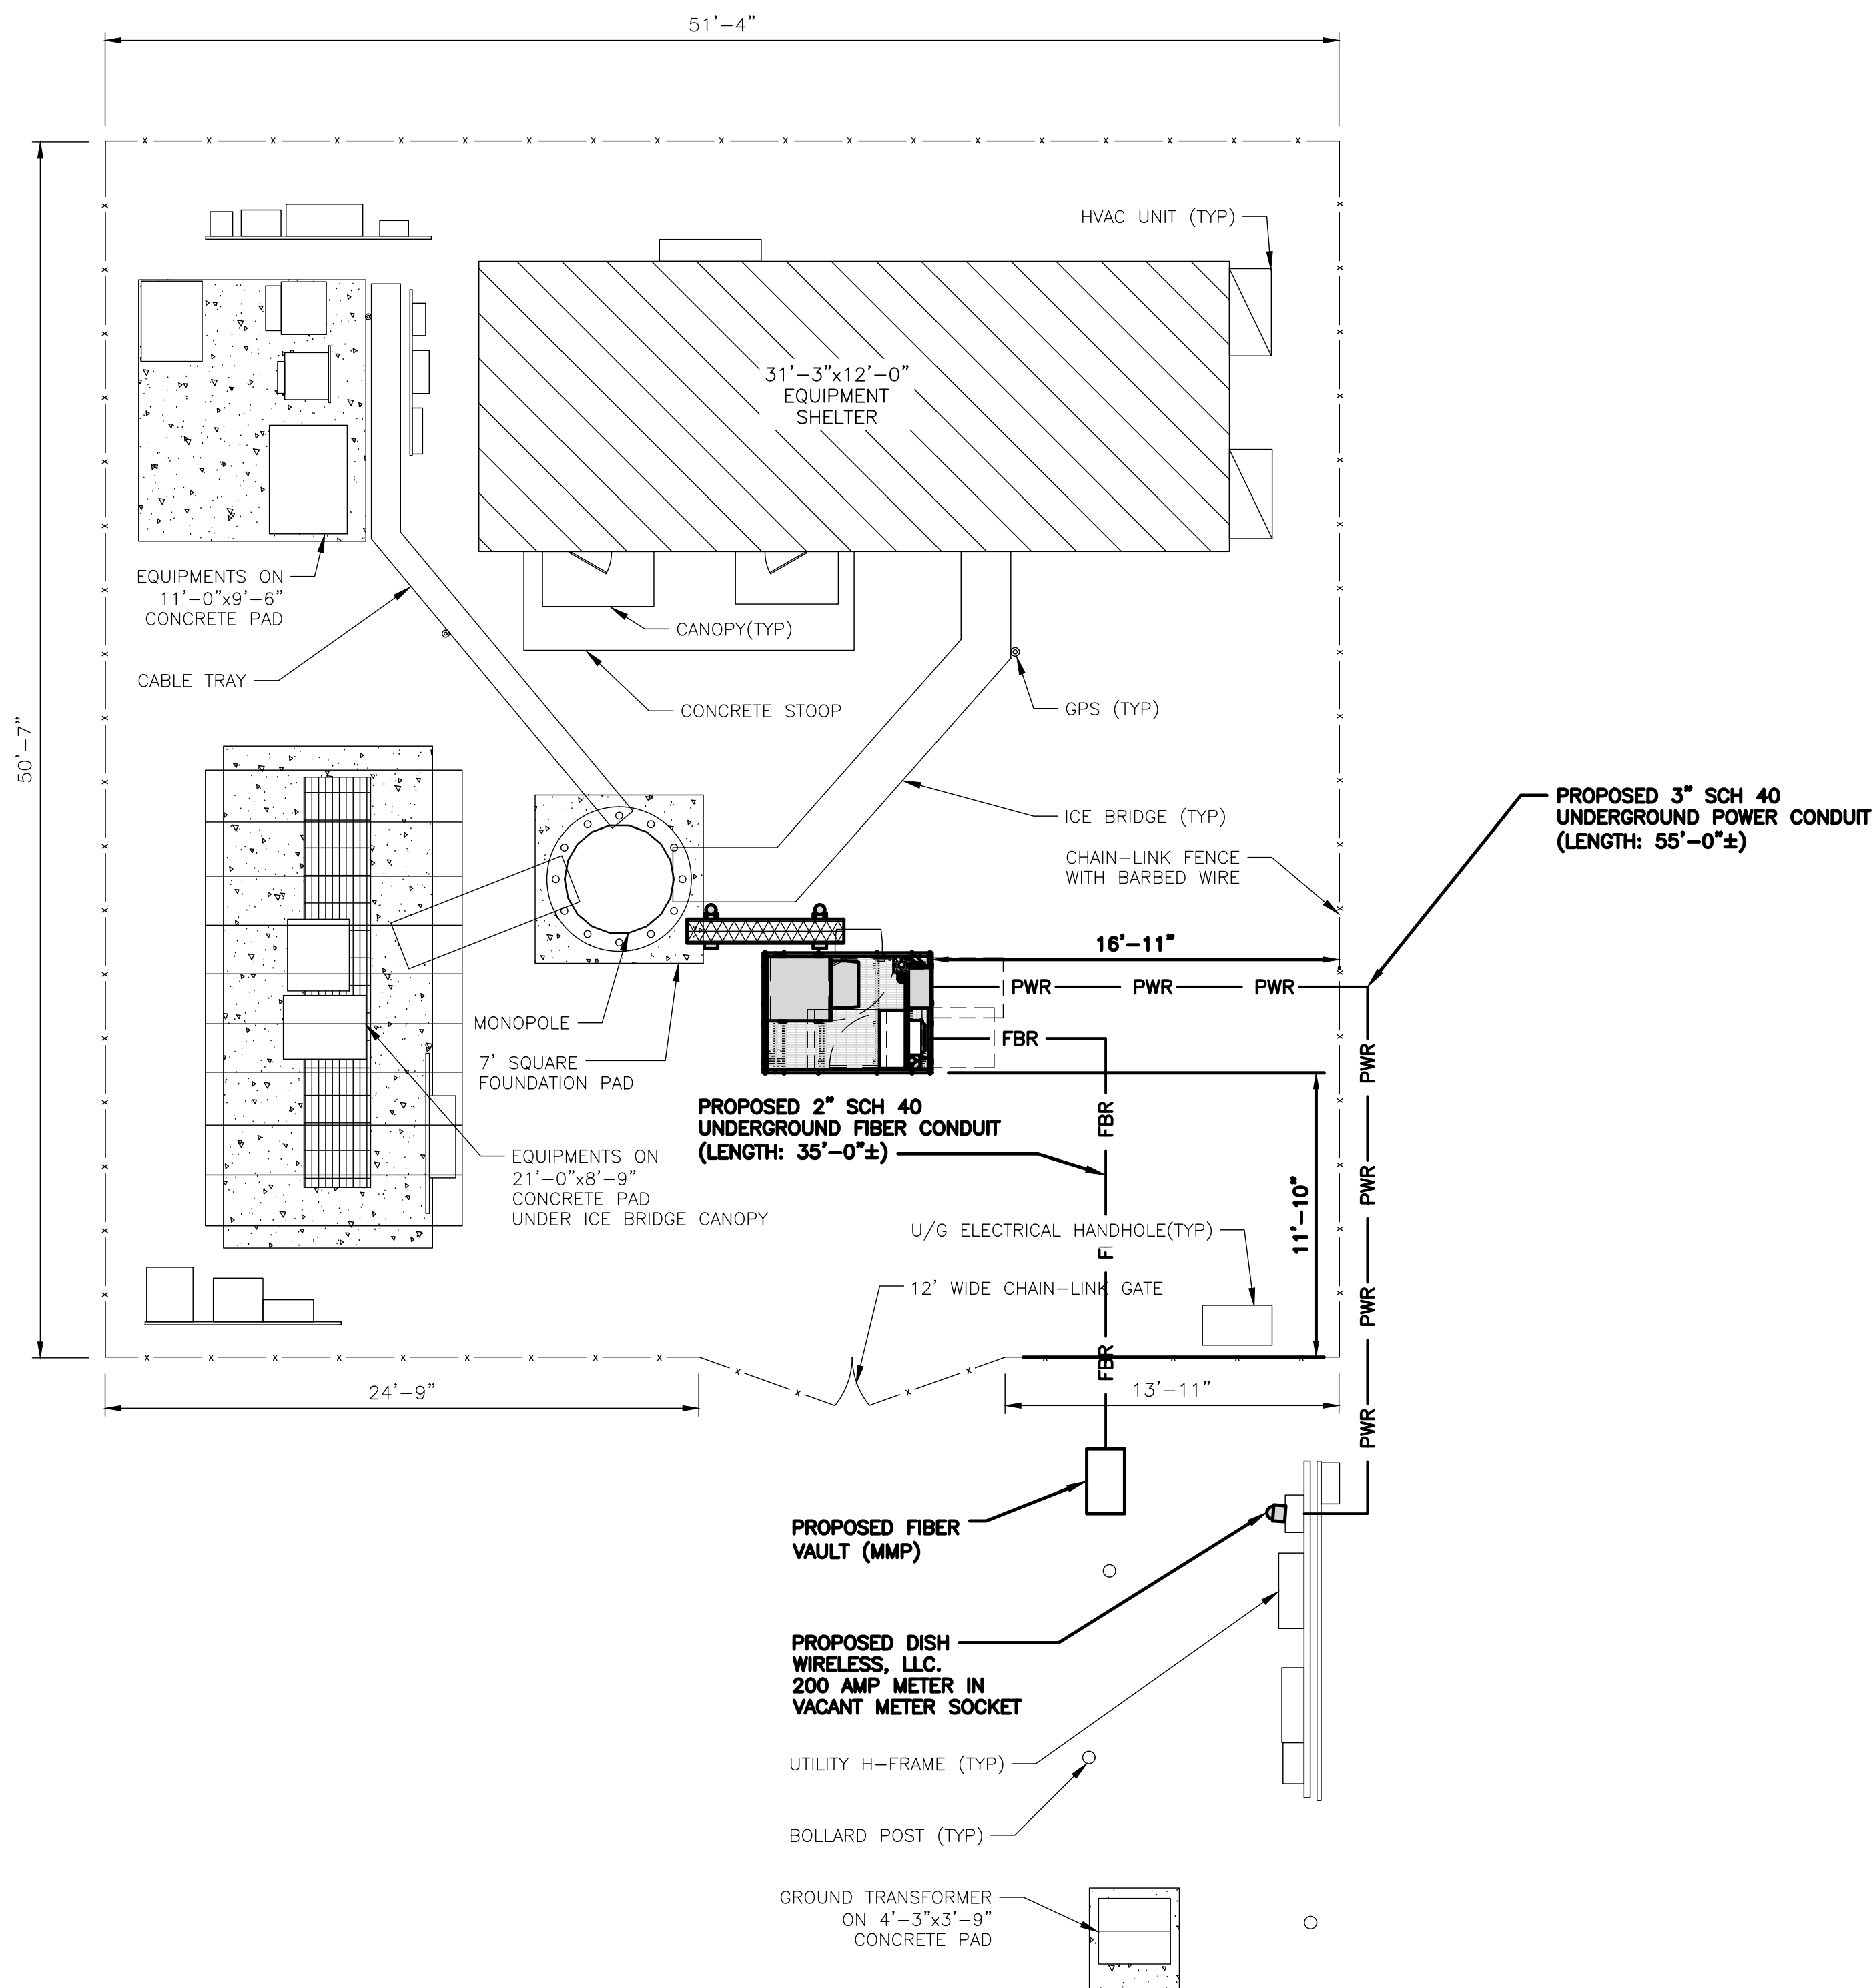 51'-4"
50'-7"
HVAC UNIT (TYP)
31'-3"x12'-0"
EQUIPMENT
SHELTER
EQUIPMENTS ON
11'-0"x9'-6"
CONCRETE PAD
CANOPY(TYP)
CABLE TRAY
CONCRETE STOOP
GPS (TYP)
PROPOSED 3" SCH 40
UNDERGROUND POWER CONDUIT
(LENGTH: 55'-0"±)
ICE BRIDGE (TYP)
CHAIN-LINK FENCE
WITH BARBED WIRE
16'-11"
PWR
PWR
PWR
MONOPOLE
FBR
PWR
7' SQUARE
FOUNDATION PAD
PROPOSED 2" SCH 40
UNDERGROUND FIBER CONDUIT
(LENGTH: 35'-0"±)
FBR
EQUIPMENTS ON
21'-0"x8'-9"
CONCRETE PAD
UNDER ICE BRIDGE CANOPY
PWR
11'-10"
U/G ELECTRICAL HANDHOLE(TYP)
F
12' WIDE CHAIN-LINK GATE
PWR
FBR
24'-9"
13'-11"
PWR
PROPOSED FIBER
VAULT (MMP)
PROPOSED DISH
WIRELESS, LLC.
200 AMP METER IN
VACANT METER SOCKET
UTILITY H-FRAME (TYP)
BOLLARD POST (TYP)
GROUND TRANSFORMER
ON 4'-3"x3'-9"
CONCRETE PAD